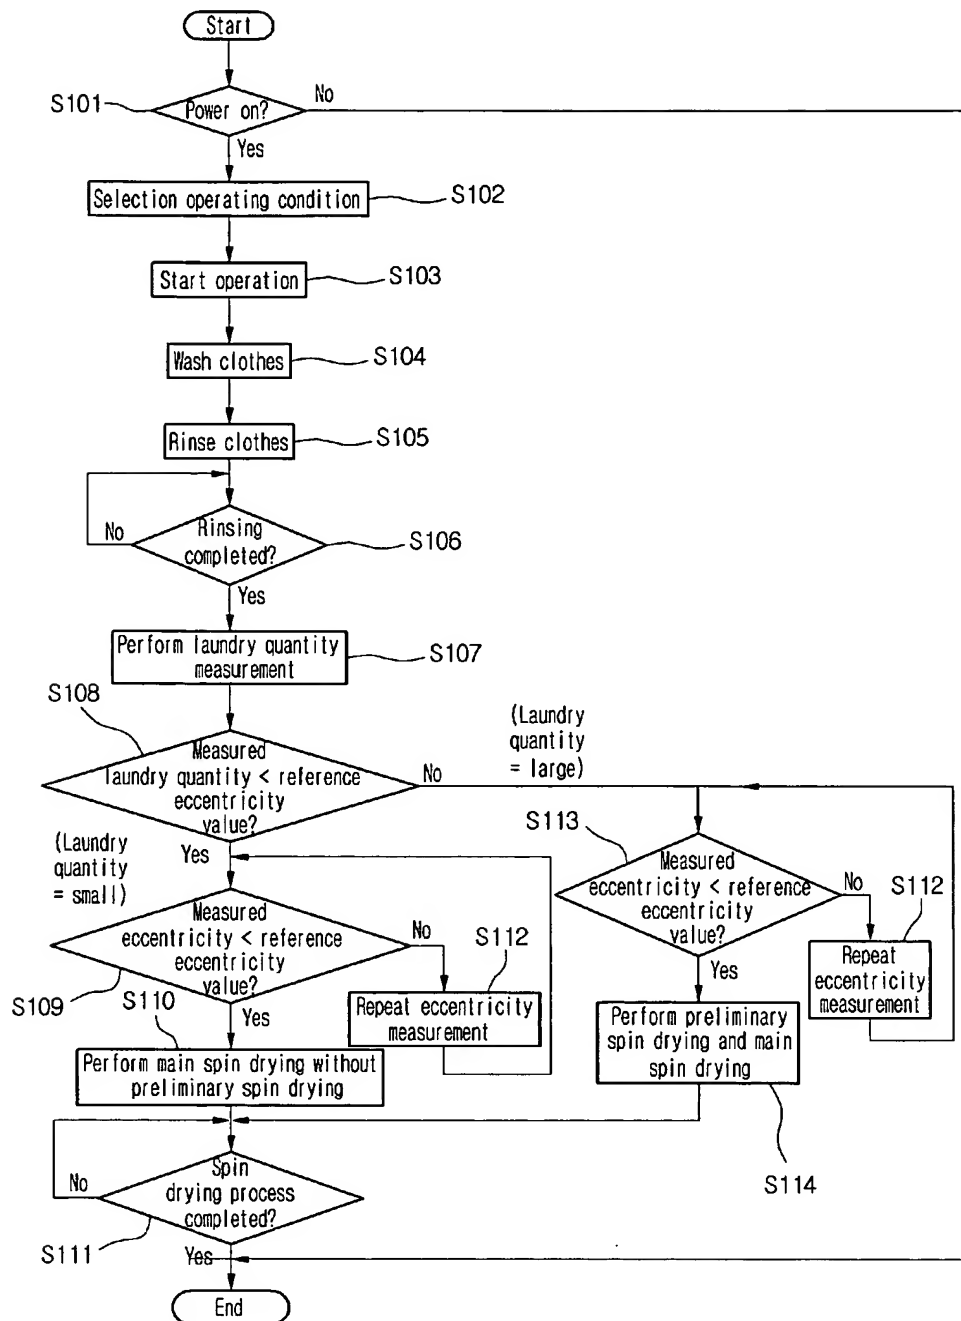 Start
S101
Power on?
No
Yes
Selection operating condition
S102
Start operation
S103
Wash clothes
S104
Rinse clothes
S105
No
Rinsing
completed?
S106
Yes
Perform laundry quantity
measurement
S107
S108
Measured
laundry quantity < reference
eccentricity
value?
No
(Laundry
quantity
= large)
Yes
(Laundry
quantity
= small)
S113
Measured
eccentricity < reference
eccentricity
value?
No
S112
Repeat
eccentricity
measurement
Yes
Measured
eccentricity < reference
eccentricity
value?
No
S112
S109
S110
Yes
Repeat eccentricity
measurement
Perform preliminary
spin drying and main
spin drying
S114
Perform main spin drying without
preliminary spin drying
No
Spin
drying process
completed?
S111
Yes
End